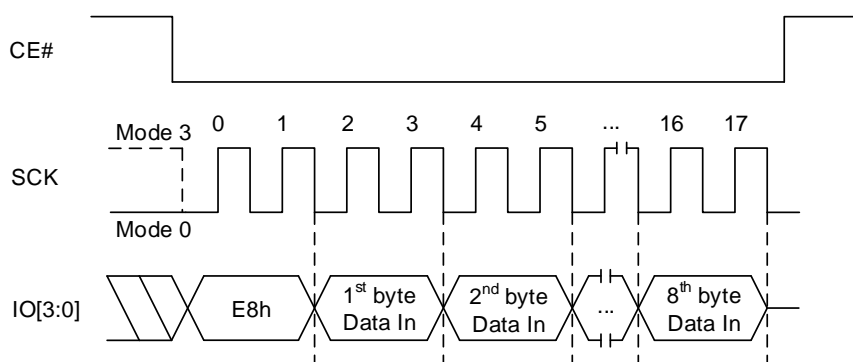 CE#
0 1 2 3 4 5 ... 16 17
Mode 3
SCK
Mode 0
IO[3:0]
E8h
1st byte
Data In
2nd byte
Data In
...
8th byte
Data In